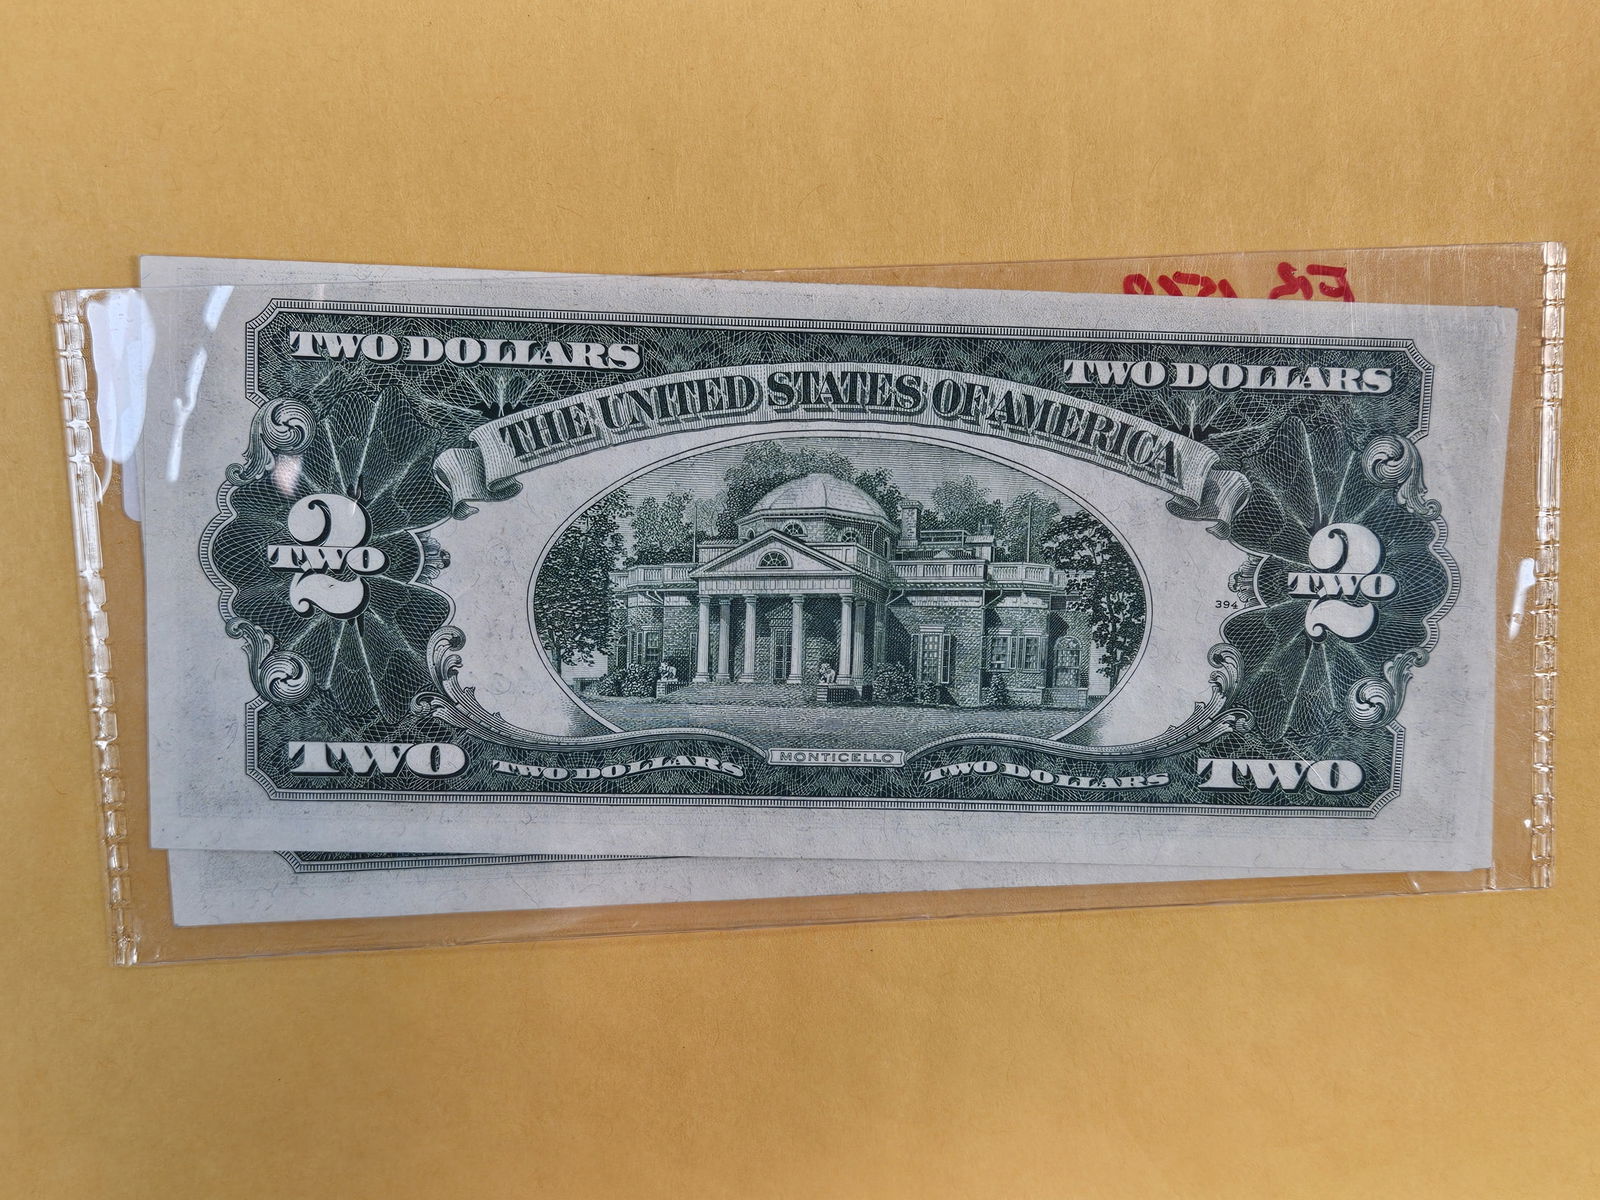 TWO DOLLARS
TWO DOLLARS
THE UNITED STATES OF AMERICA
2
TWO
394
2
TWO
MONTICELLO
TWO
TWO DOLLARS
TWO DOLLARS
TWO